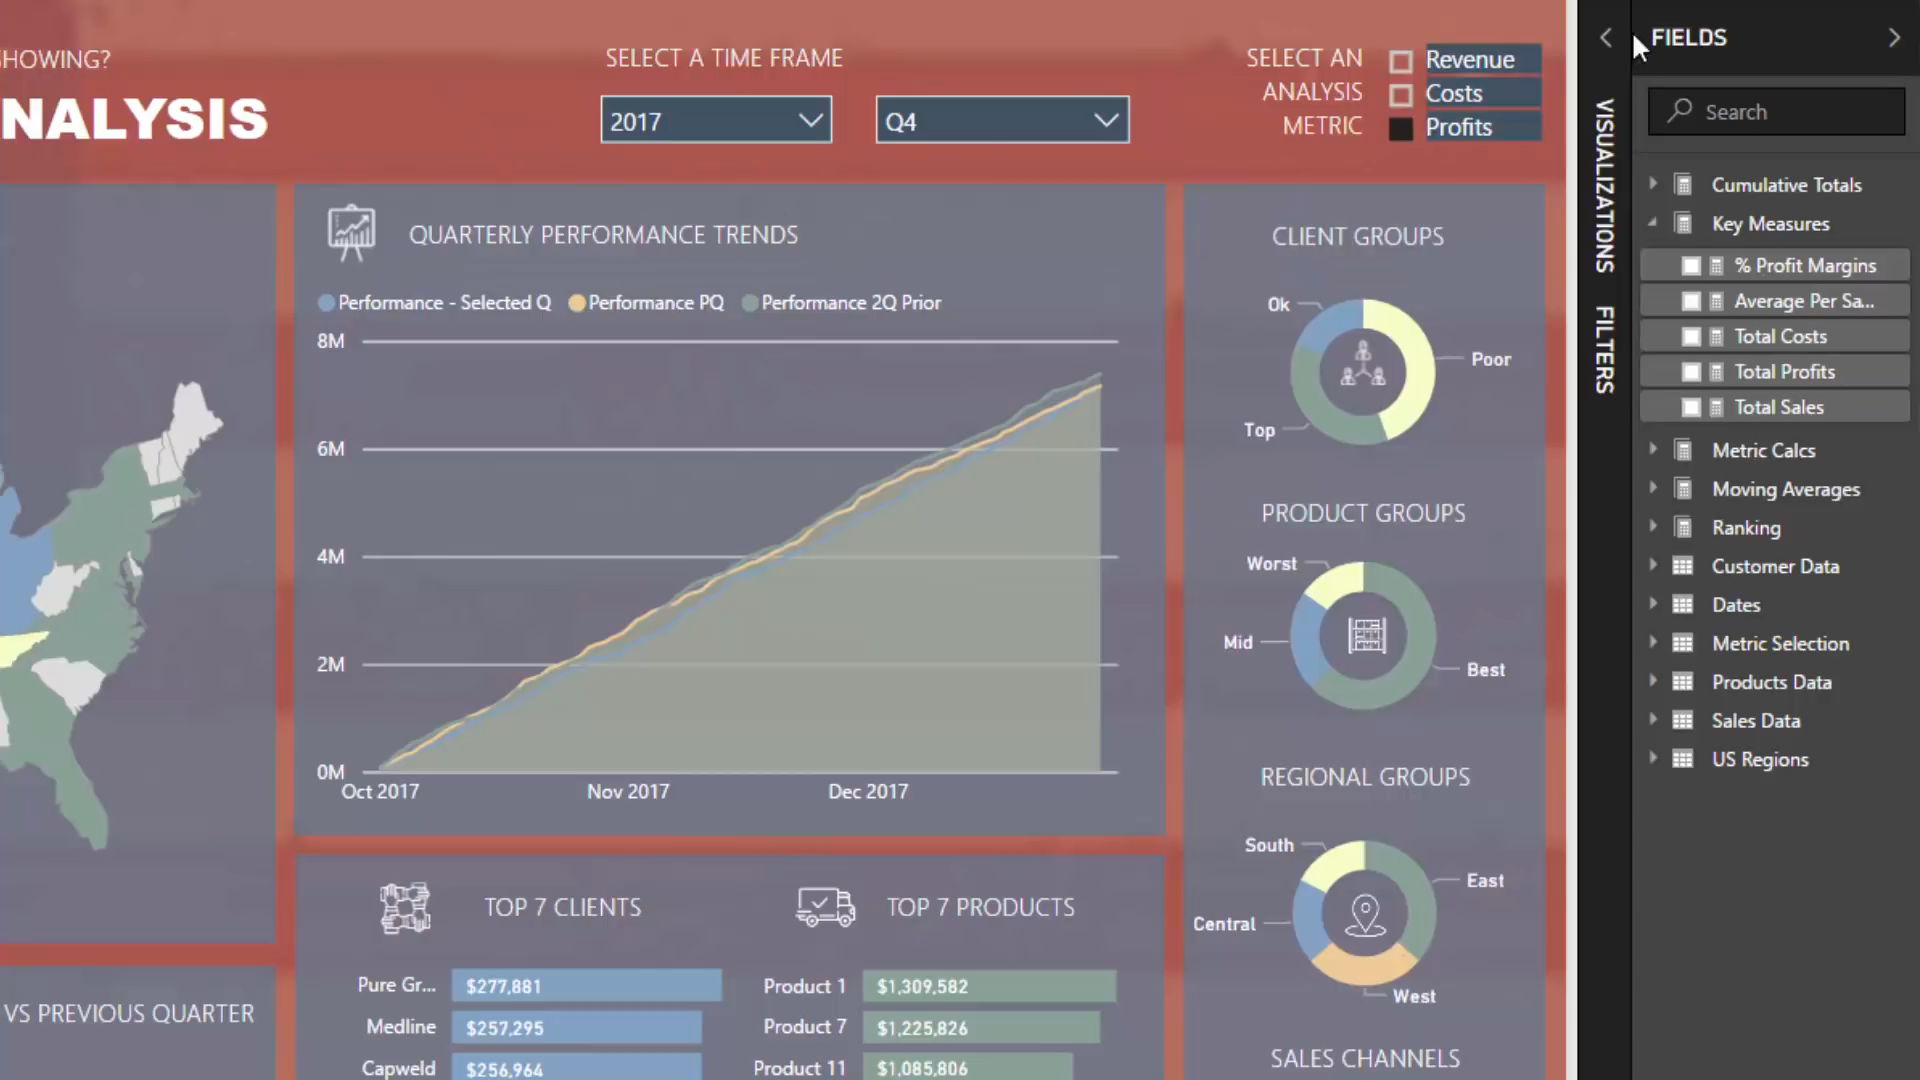 SHOWING?
NALYSIS
SELECT A TIME FRAME
2017
Q4
SELECT AN
ANALYSIS
METRIC
Revenue
Costs
Profits
QUARTERLY PERFORMANCE TRENDS
Performance - Selected Q
Performance PQ
Performance 2Q Prior
8M
6M
4M
2M
0M
Oct 2017
Nov 2017
Dec 2017
VS PREVIOUS QUARTER
TOP 7 CLIENTS
Pure Gr... $277,881
Medline $257,295
Capweld $256,964
TOP 7 PRODUCTS
Product 1 $1,309,582
Product 7 $1,225,826
Product 11 $1,085,806
CLIENT GROUPS
Ok
Poor
Top
PRODUCT GROUPS
Worst
Mid
Best
REGIONAL GROUPS
South
East
Central
West
SALES CHANNELS
VISUALIZATIONS
FILTERS
FIELDS
Search
Cumulative Totals
Key Measures
% Profit Margins
Average Per Sa...
Total Costs
Total Profits
Total Sales
Metric Calcs
Moving Averages
Ranking
Customer Data
Dates
Metric Selection
Products Data
Sales Data
US Regions